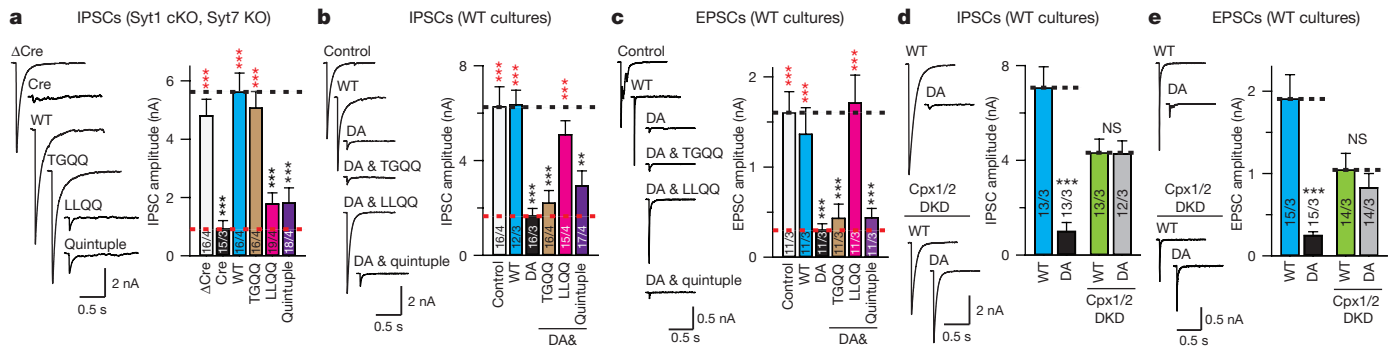 a IPSCs (Syt1 cKO, Syt7 KO)
ΔCre
Cre
WT
TGQQ
LLQQ
Quintuple
2 nA
0.5 s
IPSC amplitude (nA)
6
4
2
0
***
***
***
***
***
***
16/4
15/3
16/4
16/4
19/4
18/4
ΔCre
Cre
WT
TGQQ
LLQQ
Quintuple
b IPSCs (WT cultures)
Control
WT
DA
DA & TGQQ
DA & LLQQ
DA & quintuple
2 nA
0.5 s
IPSC amplitude (nA)
8
4
0
***
***
***
***
***
**
16/4
12/3
16/3
16/4
15/4
17/4
Control
WT
DA
TGQQ
LLQQ
Quintuple
DA&
c EPSCs (WT cultures)
Control
WT
DA
DA & TGQQ
DA & LLQQ
DA & quintuple
0.5 nA
0.5 s
EPSC amplitude (nA)
2
1
0
***
***
***
***
***
***
11/3
11/3
11/3
11/3
11/3
11/3
Control
WT
DA
TGQQ
LLQQ
Quintuple
DA&
d IPSCs (WT cultures)
WT
DA
Cpx1/2
DKD
WT
DA
2 nA
0.5 s
IPSC amplitude (nA)
8
4
0
***
NS
13/3
13/3
13/3
12/3
WT
DA
WT
DA
Cpx1/2
DKD
e EPSCs (WT cultures)
WT
DA
Cpx1/2
DKD
WT
DA
0.5 nA
0.5 s
EPSC amplitude (nA)
2
1
0
***
NS
15/3
15/3
14/3
14/3
WT
DA
WT
DA
Cpx1/2
DKD